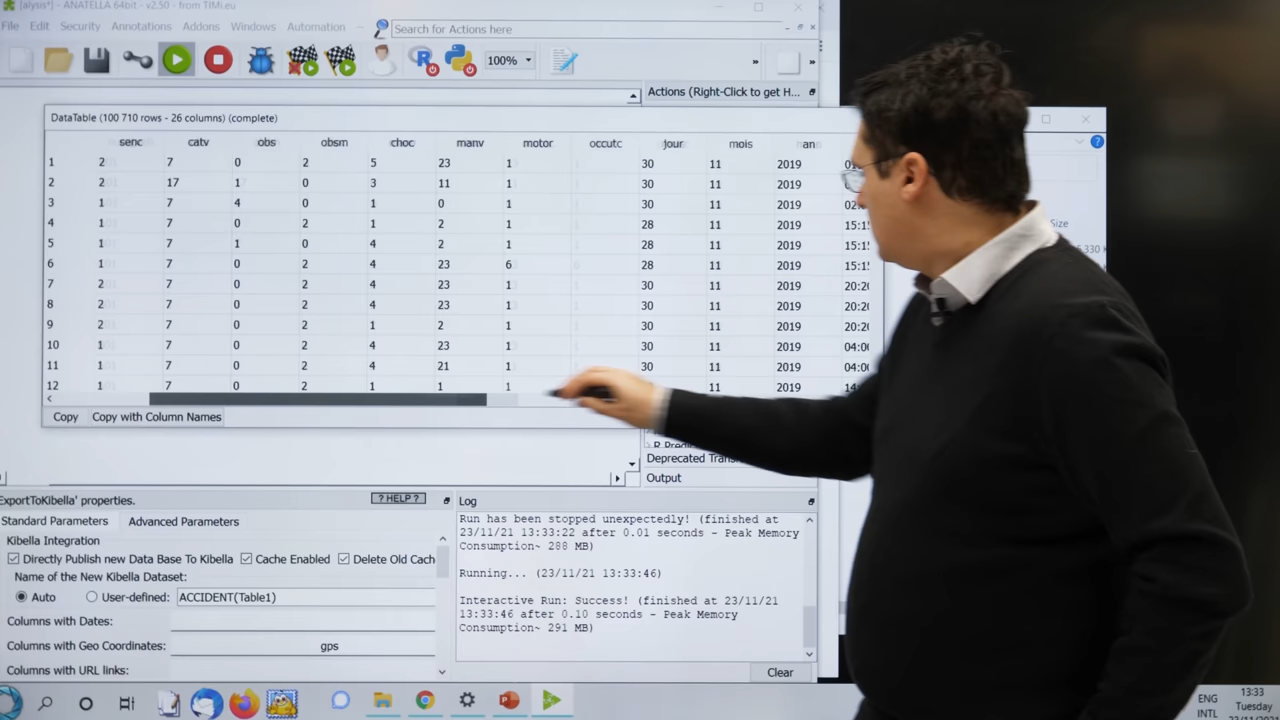 [alysis*] - ANATELLA 64bit - v2.50 - from TIMi.eu
File Edit Security Annotations Addons Windows Automation
Search for Actions here
100%
» »
Actions (Right-Click to get H...
DataTable (100 710 rows - 26 columns) (complete)
senc catv obs obsm choc manv motor occutc jour mois an
1 2 7 0 2 5 23 1 30 11 2019
2 2 17 1 0 3 11 1 30 11 2019
3 1 7 4 0 1 0 1 30 11 2019
4 1 7 0 2 1 2 1 28 11 2019 15:1
5 1 7 1 0 4 2 1 28 11 2019 15:1
6 1 7 0 2 4 23 6 28 11 2019 15:1
7 2 7 0 2 4 23 1 30 11 2019 20:20
8 2 7 0 2 4 23 1 30 11 2019 20:20
9 2 7 0 2 1 2 1 30 11 2019 20:20
10 1 7 0 2 4 23 1 30 11 2019 04:00
11 1 7 0 2 4 21 1 30 11 2019 04:00
12 1 7 0 2 1 1 1 11 2019 14
Size
Copy Copy with Column Names
Deprecated
Output
ExportToKibella' properties.
? HELP ?
Standard Parameters Advanced Parameters
Kibella Integration
Directly Publish new Data Base To Kibella Cache Enabled Delete Old Cach
Name of the New Kibella Dataset:
Auto User-defined: ACCIDENT(Table1)
Columns with Dates:
Columns with Geo Coordinates: gps
Columns with URL links:
Log
Run has been stopped unexpectedly! (finished at
23/11/21 13:33:22 after 0.01 seconds - Peak Memory
Consumption~ 288 MB)
Running... (23/11/21 13:33:46)
Interactive Run: Success! (finished at 23/11/21
13:33:46 after 0.10 seconds - Peak Memory
Consumption~ 291 MB)
Clear
ENG
INTL
13:33
Tuesday